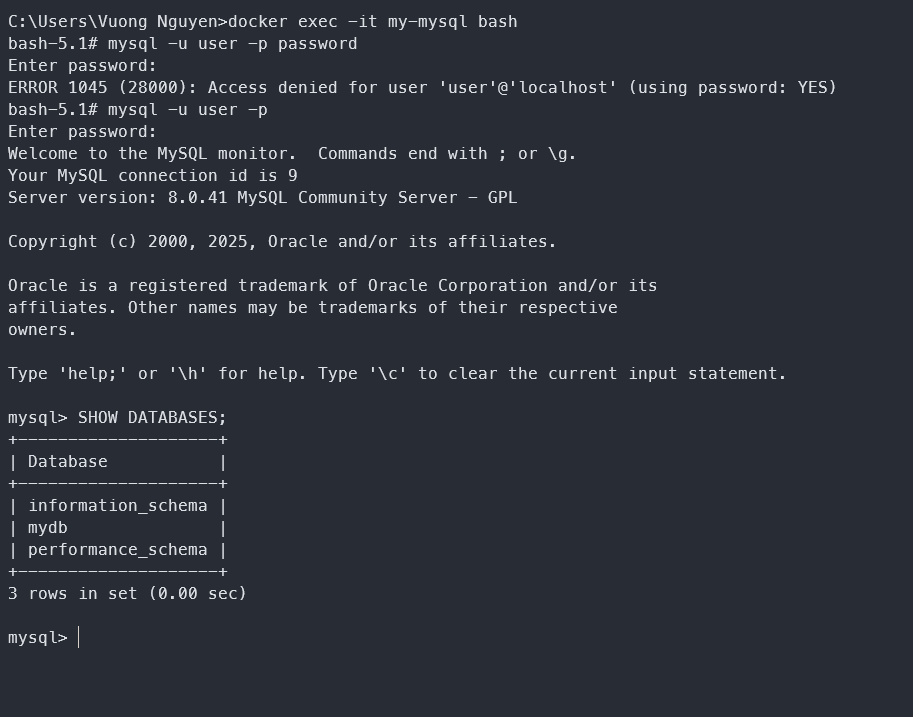 C:\Users\Vuong Nguyen>docker exec -it my-mysql bash
bash-5.1# mysql -u user -p password
Enter password:
ERROR 1045 (28000): Access denied for user 'user'@'localhost' (using password: YES)
bash-5.1# mysql -u user -p
Enter password:
Welcome to the MySQL monitor.  Commands end with ; or \g.
Your MySQL connection id is 9
Server version: 8.0.41 MySQL Community Server - GPL

Copyright (c) 2000, 2025, Oracle and/or its affiliates.

Oracle is a registered trademark of Oracle Corporation and/or its
affiliates. Other names may be trademarks of their respective
owners.

Type 'help;' or '\h' for help. Type '\c' to clear the current input statement.

mysql> SHOW DATABASES;
+--------------------+
| Database           |
+--------------------+
| information_schema |
| mydb               |
| performance_schema |
+--------------------+
3 rows in set (0.00 sec)

mysql>